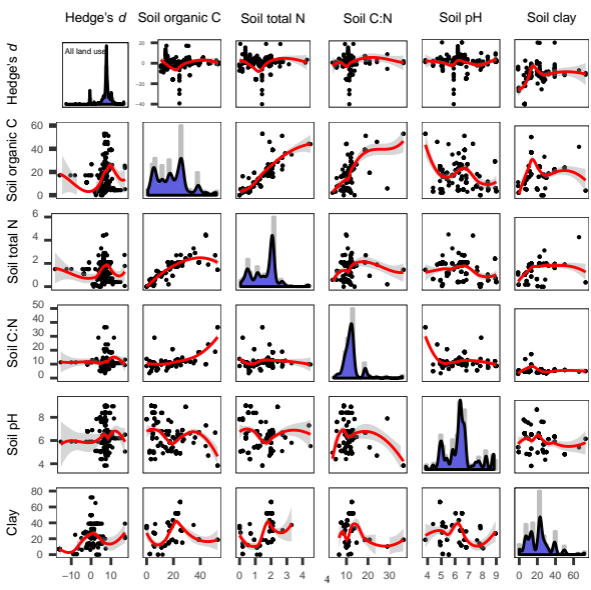 Hedge's d Soil organic C Soil total N Soil C:N Soil pH Soil clay
Hedge's d
All land use
20
0
−20
−40
Soil organic C
60
40
20
0
Soil total N
6
4
2
0
Soil C:N
50
40
30
20
10
0
Soil pH
8
6
4
Clay
80
60
40
20
0
−10 0 10 0 20 40 0 1 2 3 4 4 10 20 30 4 5 6 7 8 9 0 20 40 60